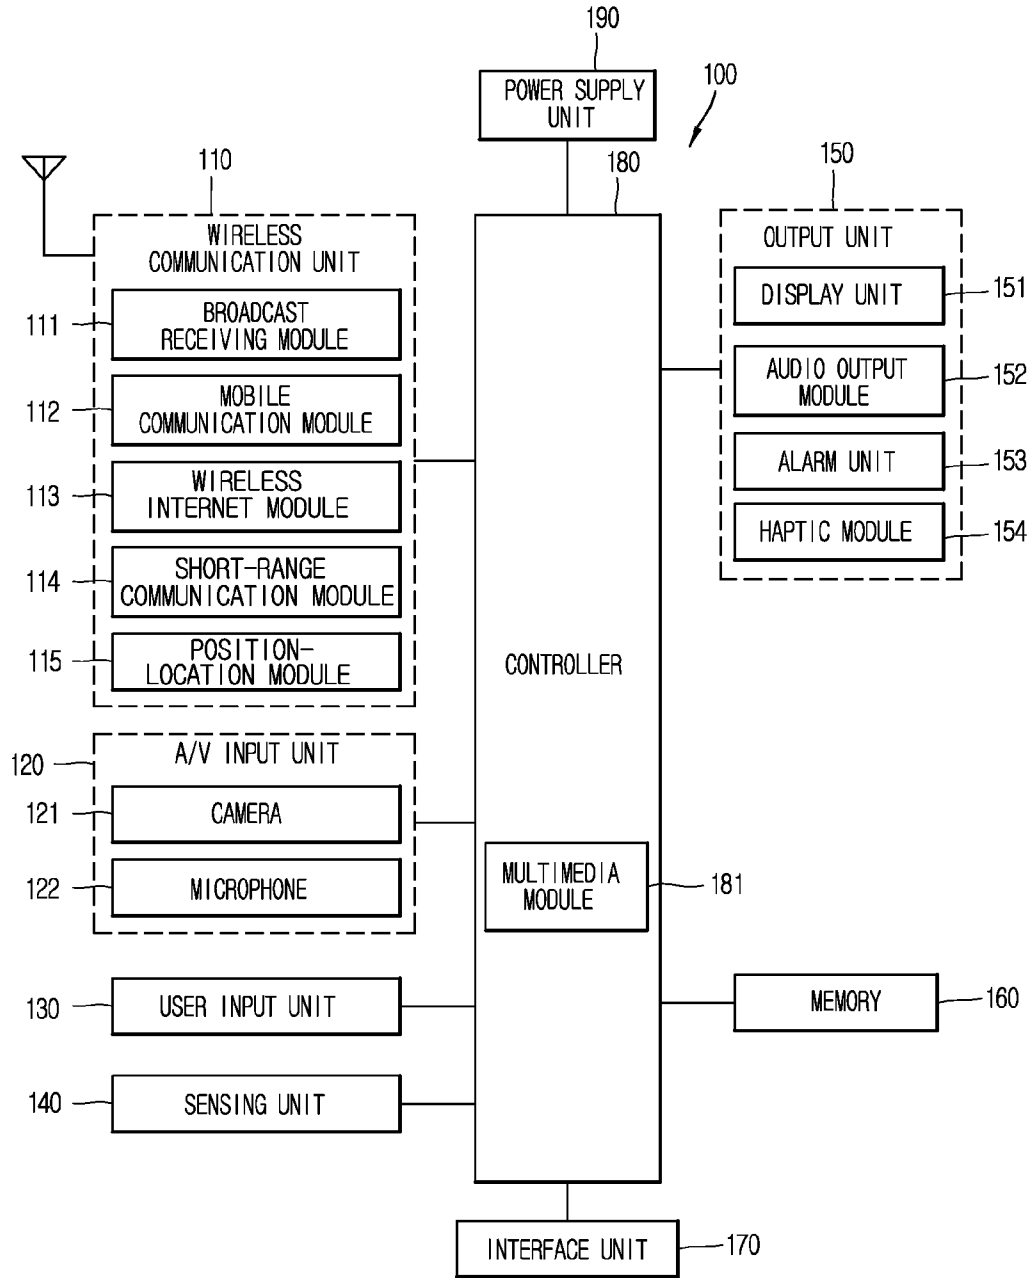 190
POWER SUPPLY
UNIT
100
180
110
WIRELESS
COMMUNICATION UNIT
111
BROADCAST
RECEIVING MODULE
112
MOBILE
COMMUNICATION MODULE
113
WIRELESS
INTERNET MODULE
114
SHORT-RANGE
COMMUNICATION MODULE
115
POSITION-
LOCATION MODULE
120
A/V INPUT UNIT
121
CAMERA
122
MICROPHONE
130
USER INPUT UNIT
140
SENSING UNIT
CONTROLLER
MULTIMEDIA
MODULE
181
150
OUTPUT UNIT
DISPLAY UNIT
151
AUDIO OUTPUT
MODULE
152
ALARM UNIT
153
HAPTIC MODULE
154
MEMORY
160
INTERFACE UNIT
170